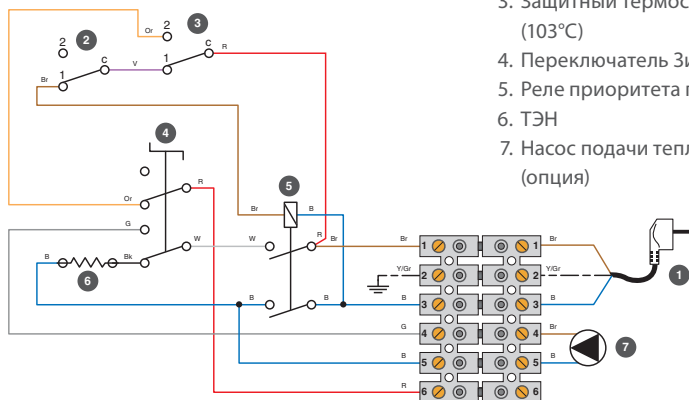 3. Защитный термос
(103°C)
4. Переключатель Зи
5. Реле приоритета п
6. ТЭН
7. Насос подачи тепл
(опция)
2
3
Or 2
C R
2
Br 1 C V 1
4
R
Or
5
Br B
G
W W R Br
B Bk
6
B B
Br 1 1 Br
Y/Gr 2 2 Y/Gr
1
B 3 3 B
G 4 4 Br
7
B 5 5 B
R 6 6